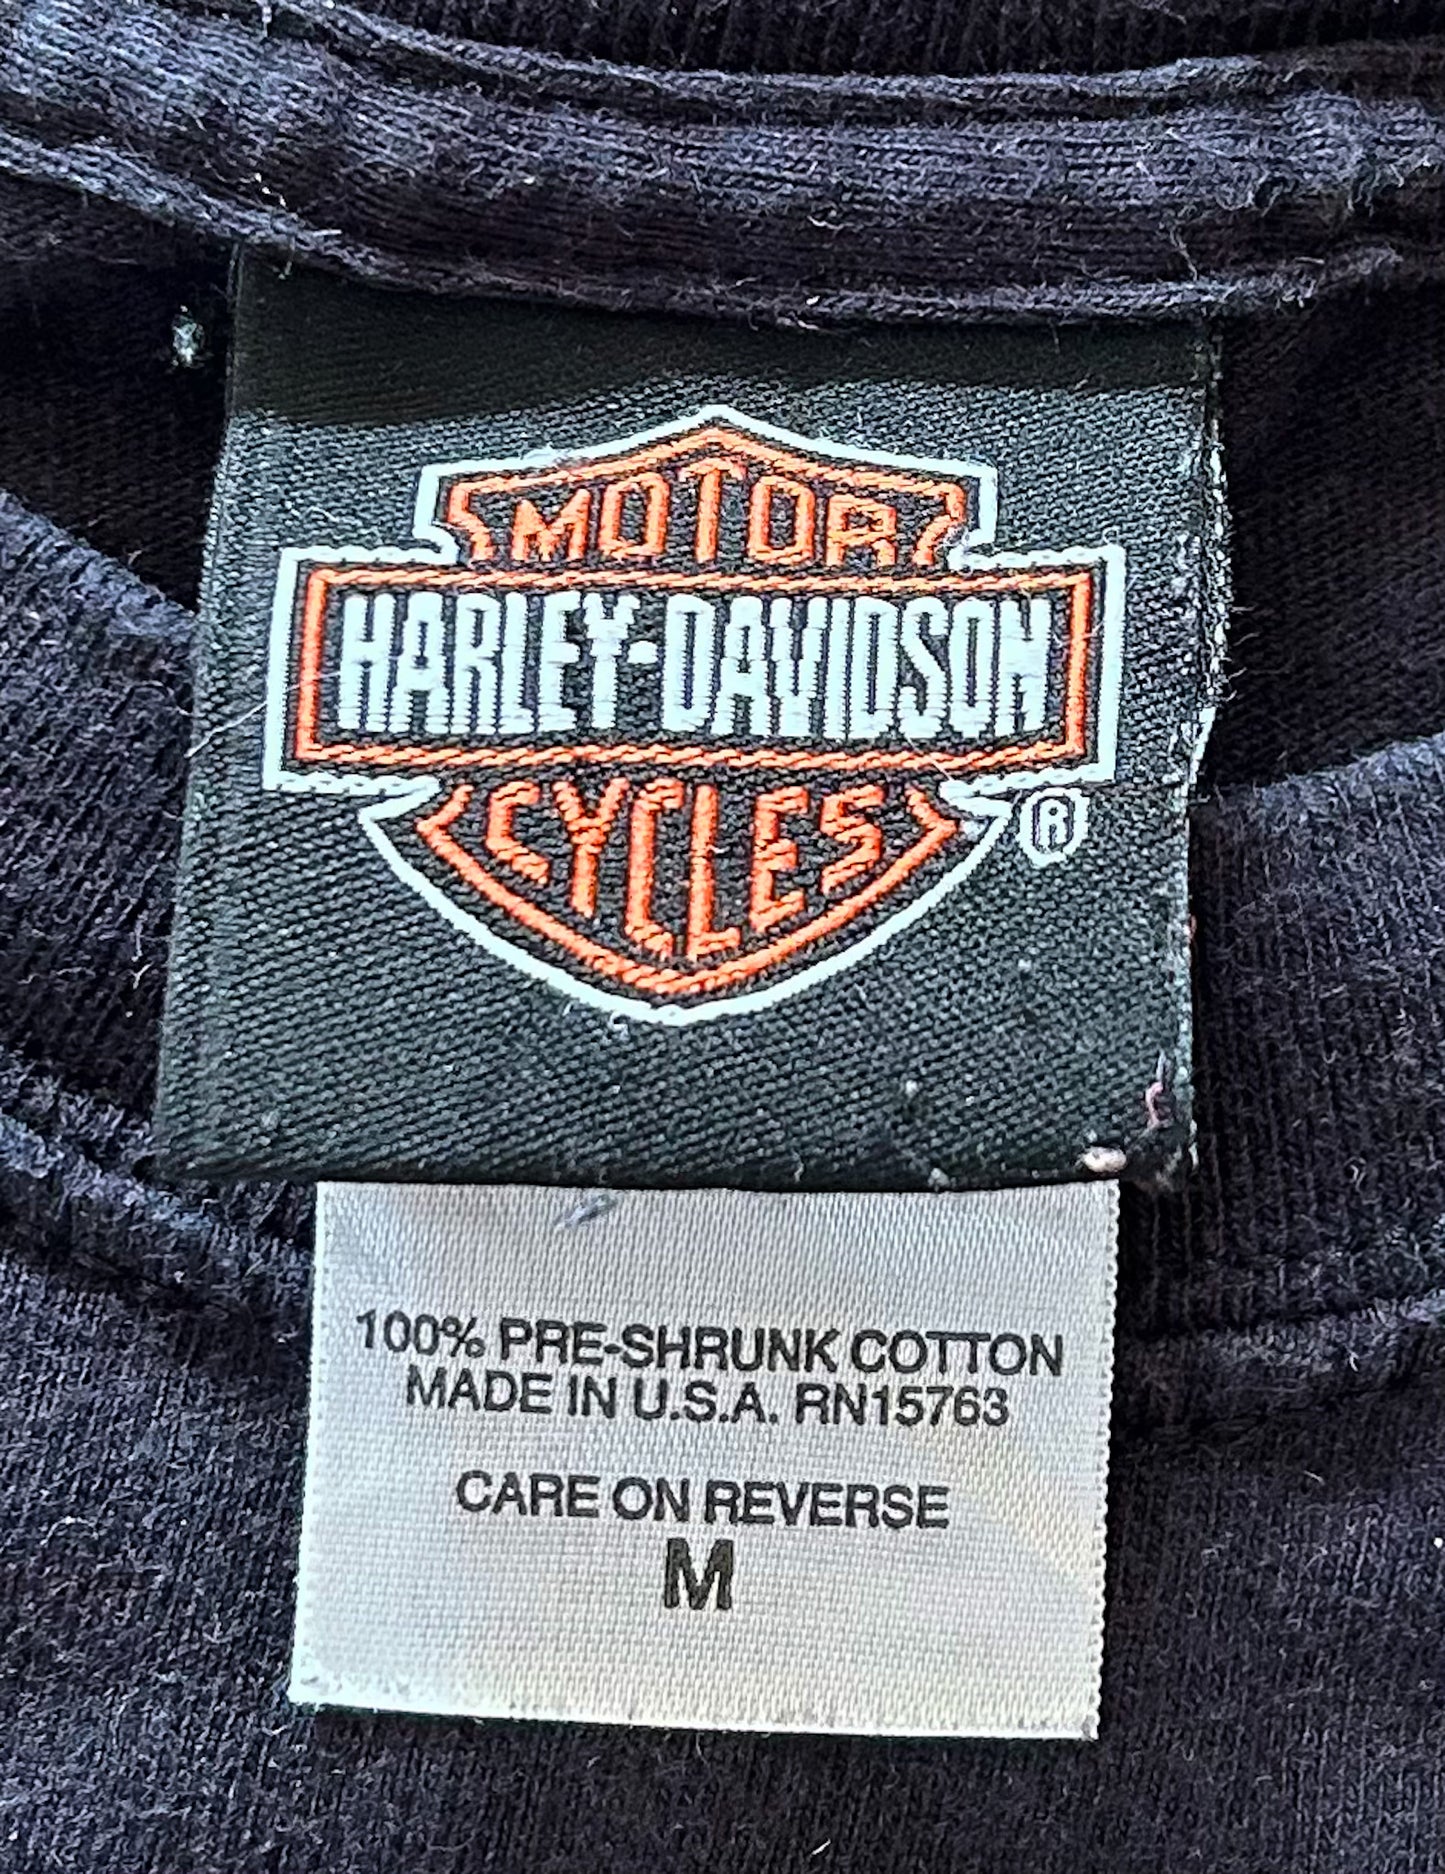 MOTOR
HARLEY-DAVIDSON
CYCLES
®
100% PRE-SHRUNK COTTON
MADE IN U.S.A. RN15763
CARE ON REVERSE
M